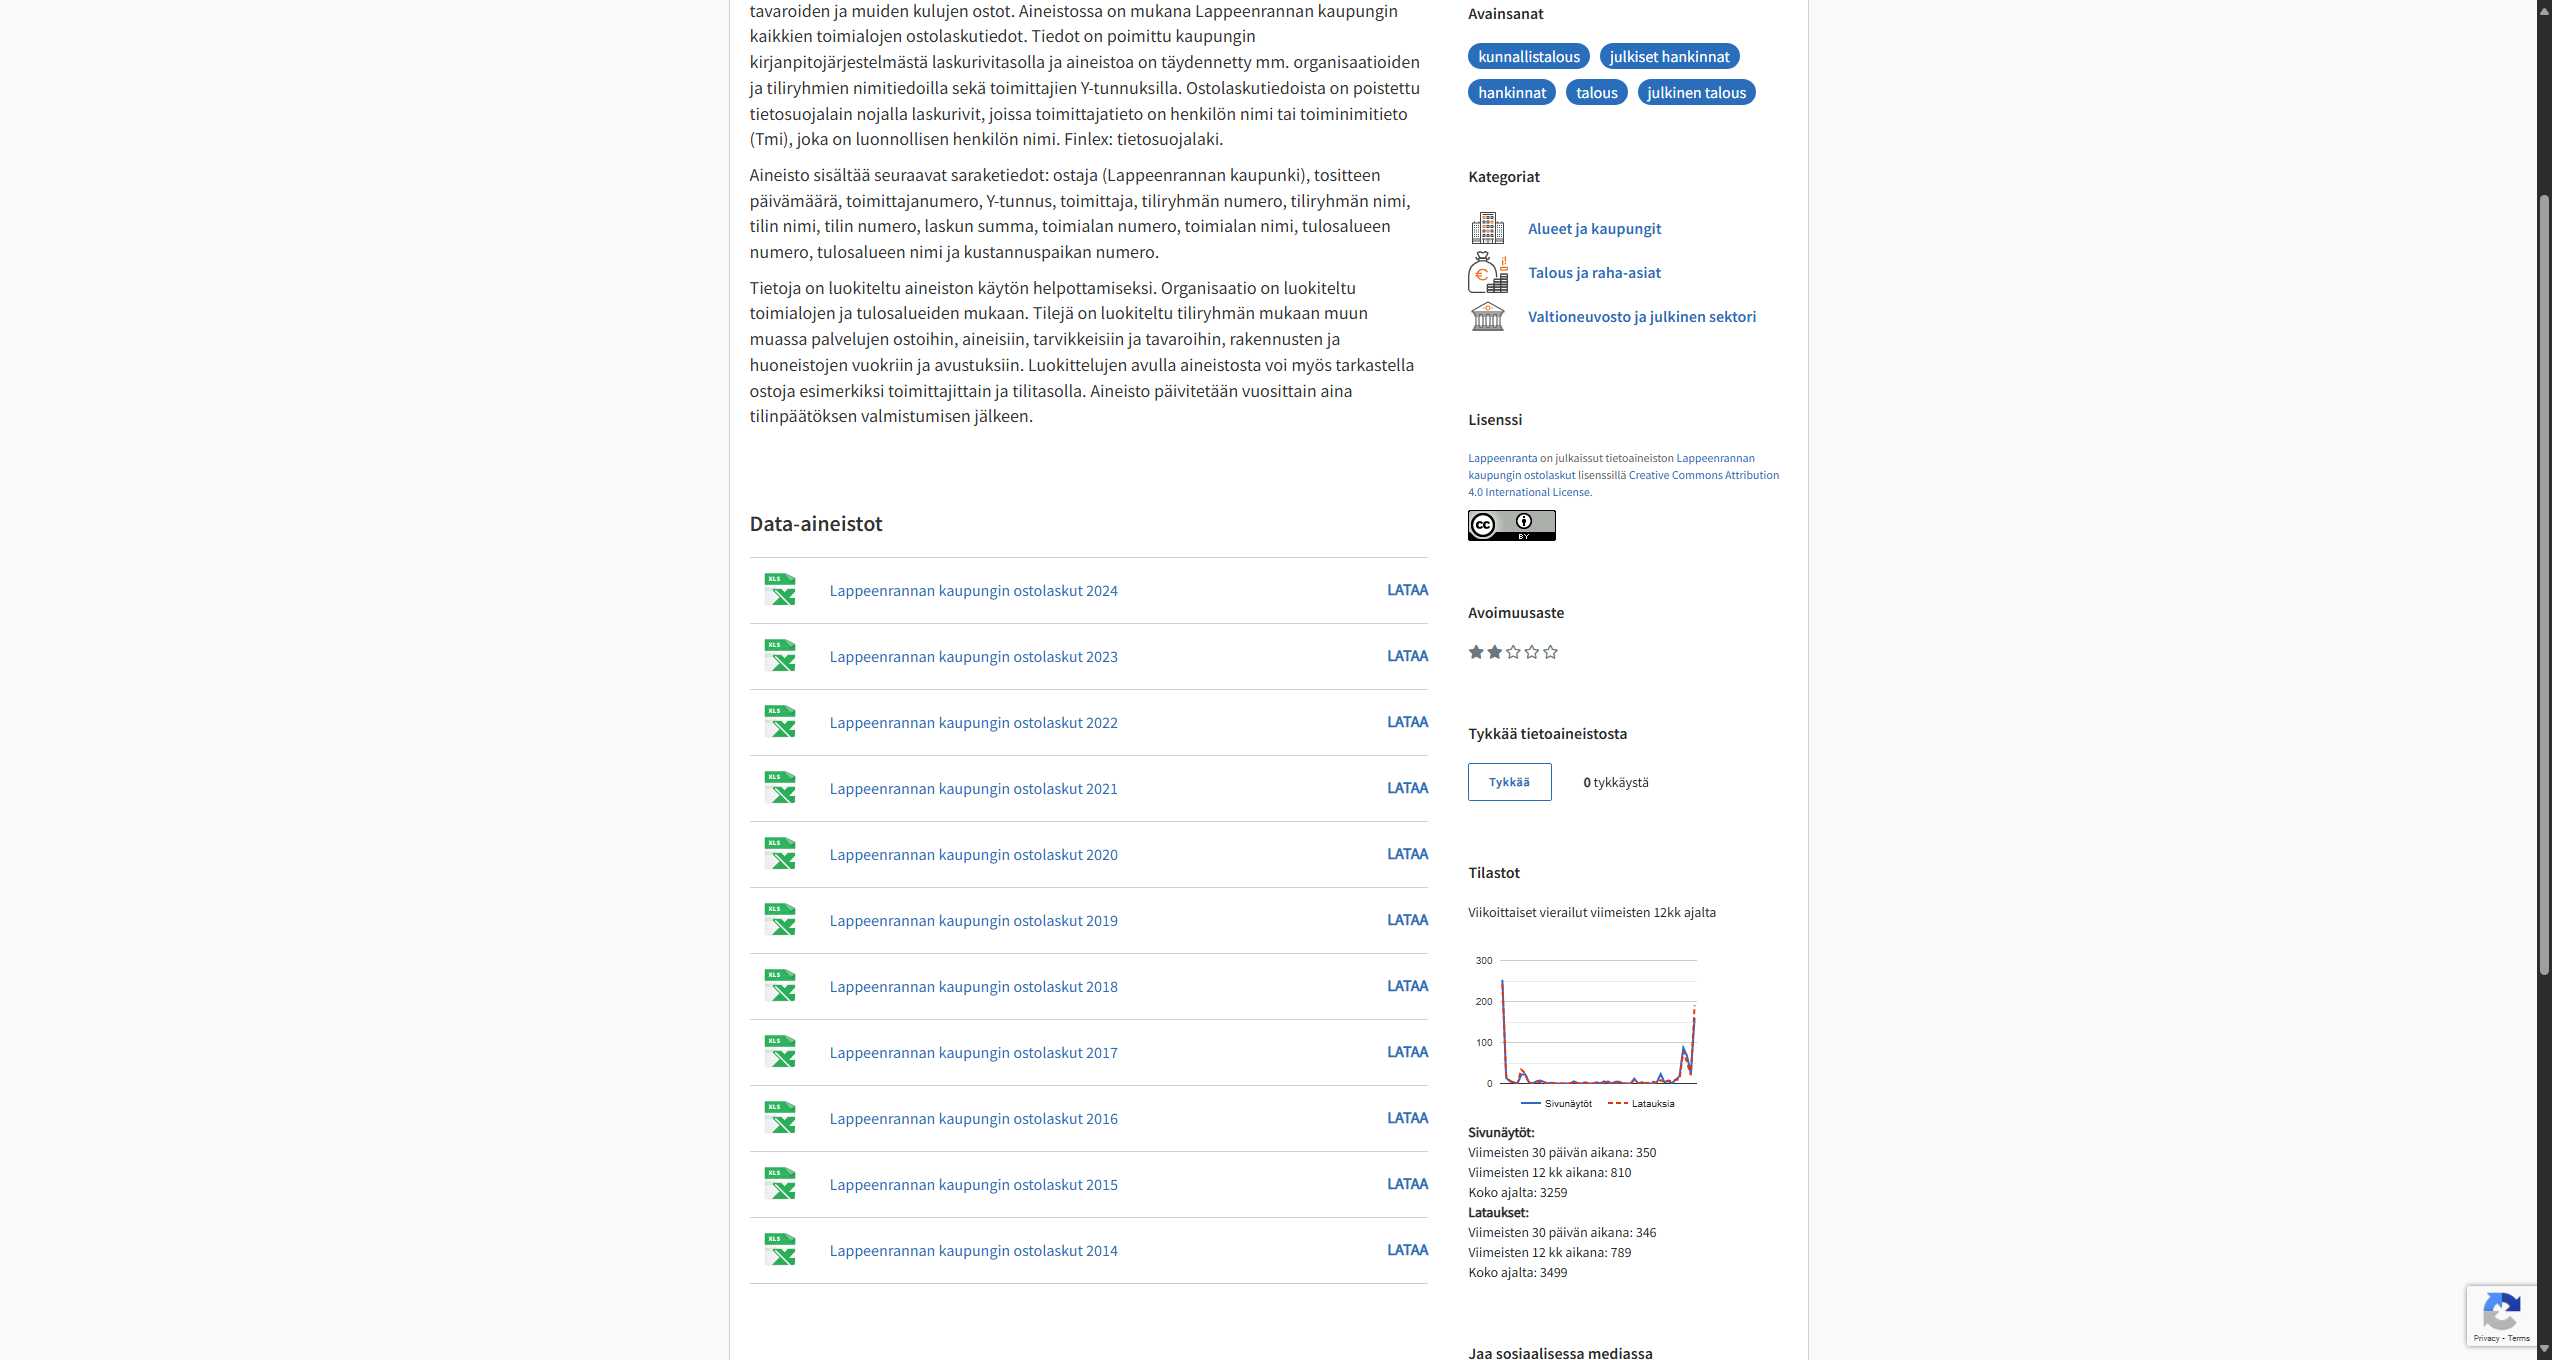 tavaroiden ja muiden kulujen ostot. Aineistossa on mukana Lappeenrannan kaupungin
kaikkien toimialojen ostolaskutiedot. Tiedot on poimittu kaupungin
kirjanpitojärjestelmästä laskurivitasolla ja aineistoa on täydennetty mm. organisaatioiden
ja tiliryhmien nimitiedoilla sekä toimittajien Y-tunnuksilla. Ostolaskutiedoista on poistettu
tietosuojalain nojalla laskurivit, joissa toimittajatieto on henkilön nimi tai toiminimitieto
(Tmi), joka on luonnollisen henkilön nimi. Finlex: tietosuojalaki.
Aineisto sisältää seuraavat saraketiedot: ostaja (Lappeenrannan kaupunki), tositteen
päivämäärä, toimittajanumero, Y-tunnus, toimittaja, tiliryhmän numero, tiliryhmän nimi,
tilin nimi, tilin numero, laskun summa, toimialan numero, toimialan nimi, tulosalueen
numero, tulosalueen nimi ja kustannuspaikan numero.
Tietoja on luokiteltu aineiston käytön helpottamiseksi. Organisaatio on luokiteltu
toimialojen ja tulosalueiden mukaan. Tilejä on luokiteltu tiliryhmän mukaan muun
muassa palvelujen ostoihin, aineisiin, tarvikkeisiin ja tavaroihin, rakennusten ja
huoneistojen vuokriin ja avustuksiin. Luokittelujen avulla aineistosta voi myös tarkastella
ostoja esimerkiksi toimittajittain ja tilitasolla. Aineisto päivitetään vuosittain aina
tilinpäätöksen valmistumisen jälkeen.
Data-aineistot
XLS Lappeenrannan kaupungin ostolaskut 2024 LATAA
XLS Lappeenrannan kaupungin ostolaskut 2023 LATAA
XLS Lappeenrannan kaupungin ostolaskut 2022 LATAA
XLS Lappeenrannan kaupungin ostolaskut 2021 LATAA
XLS Lappeenrannan kaupungin ostolaskut 2020 LATAA
XLS Lappeenrannan kaupungin ostolaskut 2019 LATAA
XLS Lappeenrannan kaupungin ostolaskut 2018 LATAA
XLS Lappeenrannan kaupungin ostolaskut 2017 LATAA
XLS Lappeenrannan kaupungin ostolaskut 2016 LATAA
XLS Lappeenrannan kaupungin ostolaskut 2015 LATAA
XLS Lappeenrannan kaupungin ostolaskut 2014 LATAA
Avainsanat
kunnallistalous julkiset hankinnat
hankinnat talous julkinen talous
Kategoriat
Alueet ja kaupungit
Talous ja raha-asiat
Valtioneuvosto ja julkinen sektori
Lisenssi
Lappeenranta on julkaissut tietoaineiston Lappeenrannan
kaupungin ostolaskut lisenssillä Creative Commons Attribution
4.0 International License.
cc BY
Avoimuusaste
Tykkää tietoaineistosta
Tykkää 0 tykkäystä
Tilastot
Viikoittaiset vierailut viimeisten 12kk ajalta
300
200
100
0
Sivunäytöt Latauksia
Sivunäytöt:
Viimeisten 30 päivän aikana: 350
Viimeisten 12 kk aikana: 810
Koko ajalta: 3259
Lataukset:
Viimeisten 30 päivän aikana: 346
Viimeisten 12 kk aikana: 789
Koko ajalta: 3499
Jaa sosiaalisessa mediassa
Privacy - Terms